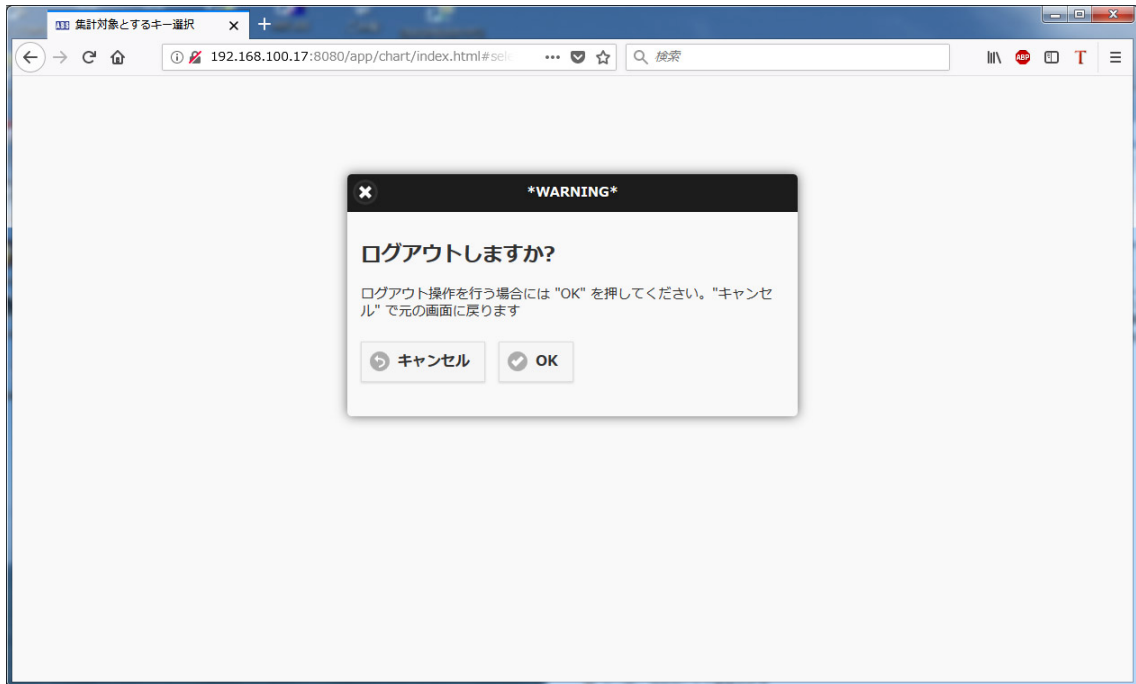 集計対象とするキー選択
192.168.100.17:8080/app/chart/index.html#sele
検索
ABP
T
*WARNING*
ログアウトしますか?
ログアウト操作を行う場合には "OK" を押してください。"キャンセ
ル" で元の画面に戻ります
キャンセル
OK